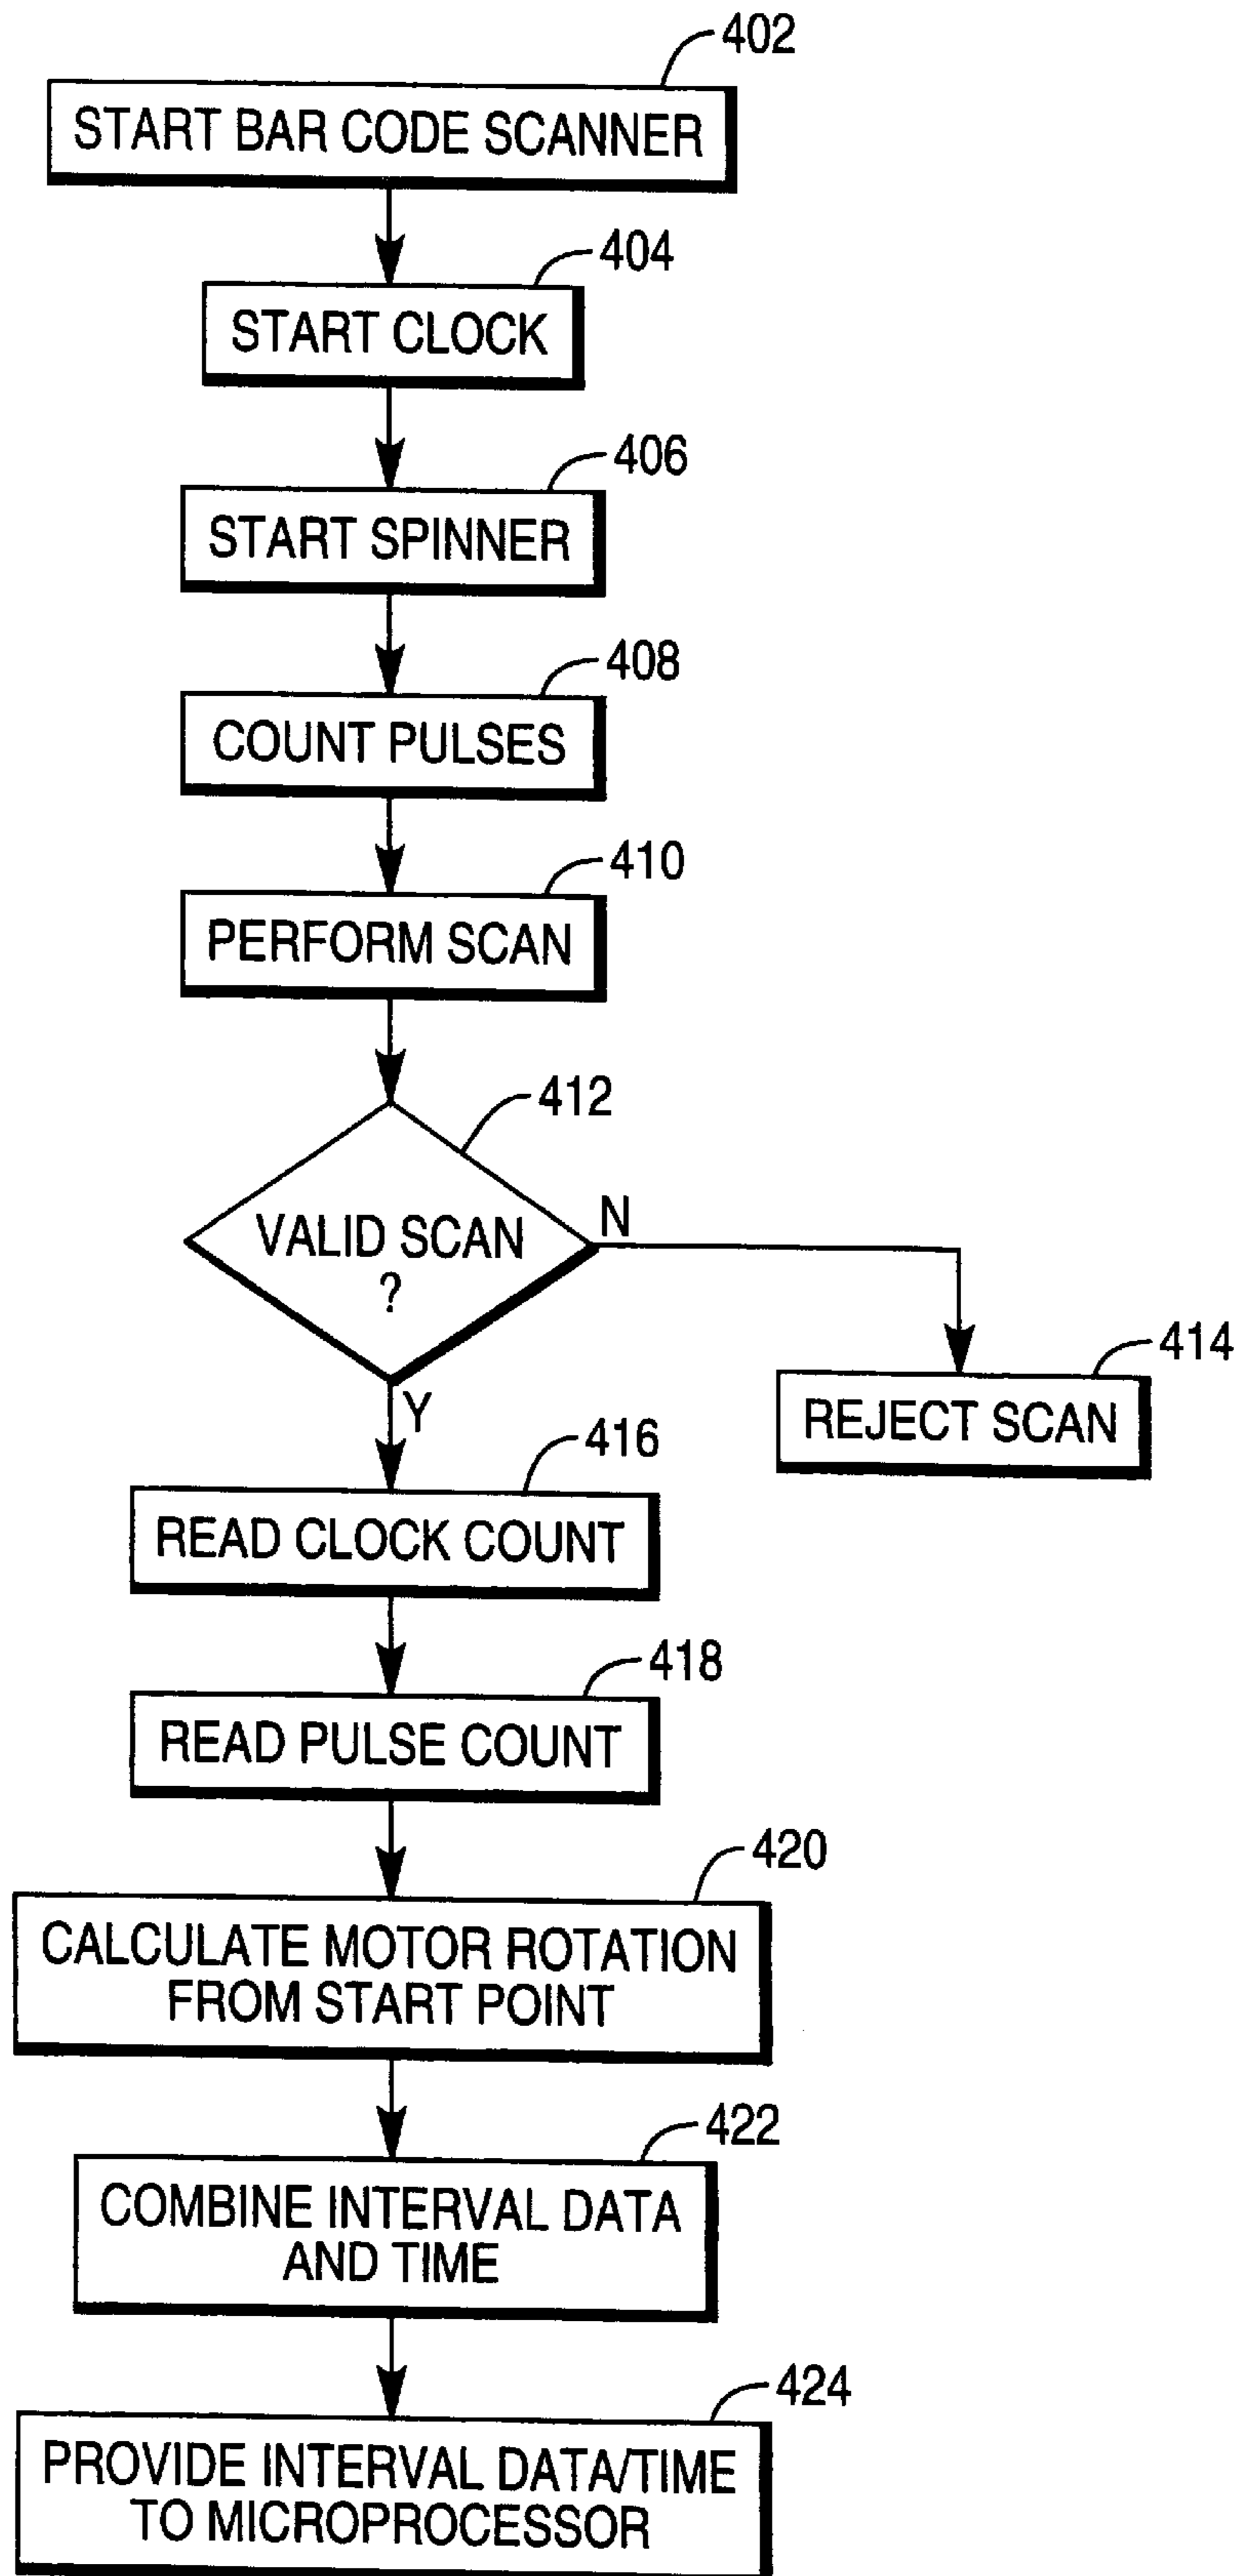 402
START BAR CODE SCANNER
404
START CLOCK
406
START SPINNER
408
COUNT PULSES
410
PERFORM SCAN
412
VALID SCAN
?
N
414
REJECT SCAN
Y
416
READ CLOCK COUNT
418
READ PULSE COUNT
420
CALCULATE MOTOR ROTATION
FROM START POINT
422
COMBINE INTERVAL DATA
AND TIME
424
PROVIDE INTERVAL DATA/TIME
TO MICROPROCESSOR